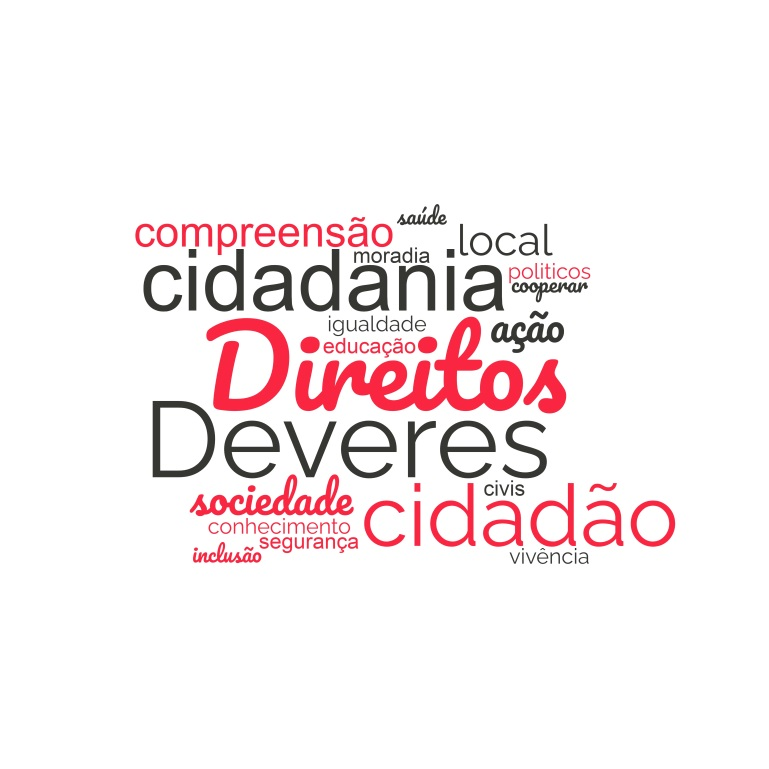 saúde
compreensão
local
moradia
cidadania
politicos
cooperar
igualdade
ação
educação
Direitos
Deveres
civis
sociedade
cidadão
conhecimento
segurança
inclusão
vivência